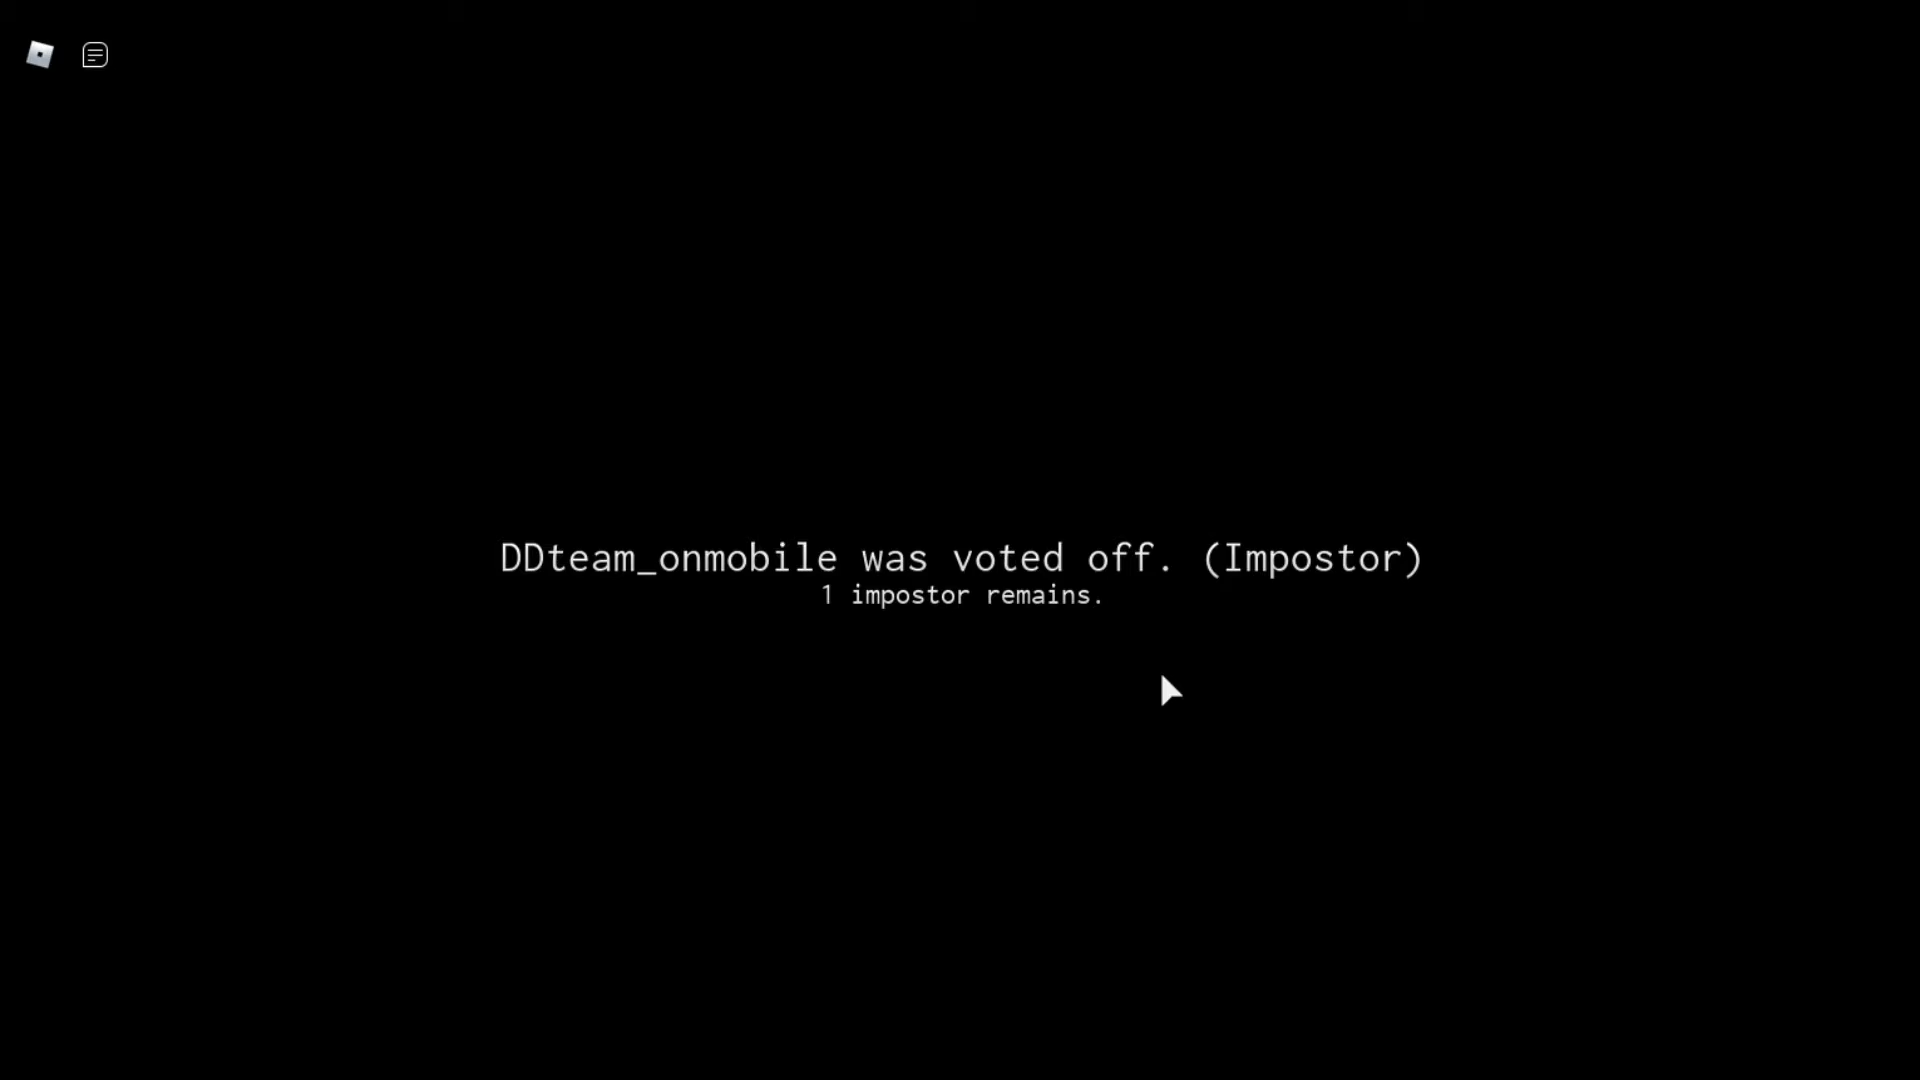 DDteam_onmobile was voted off. (Impostor)
1 impostor remains.